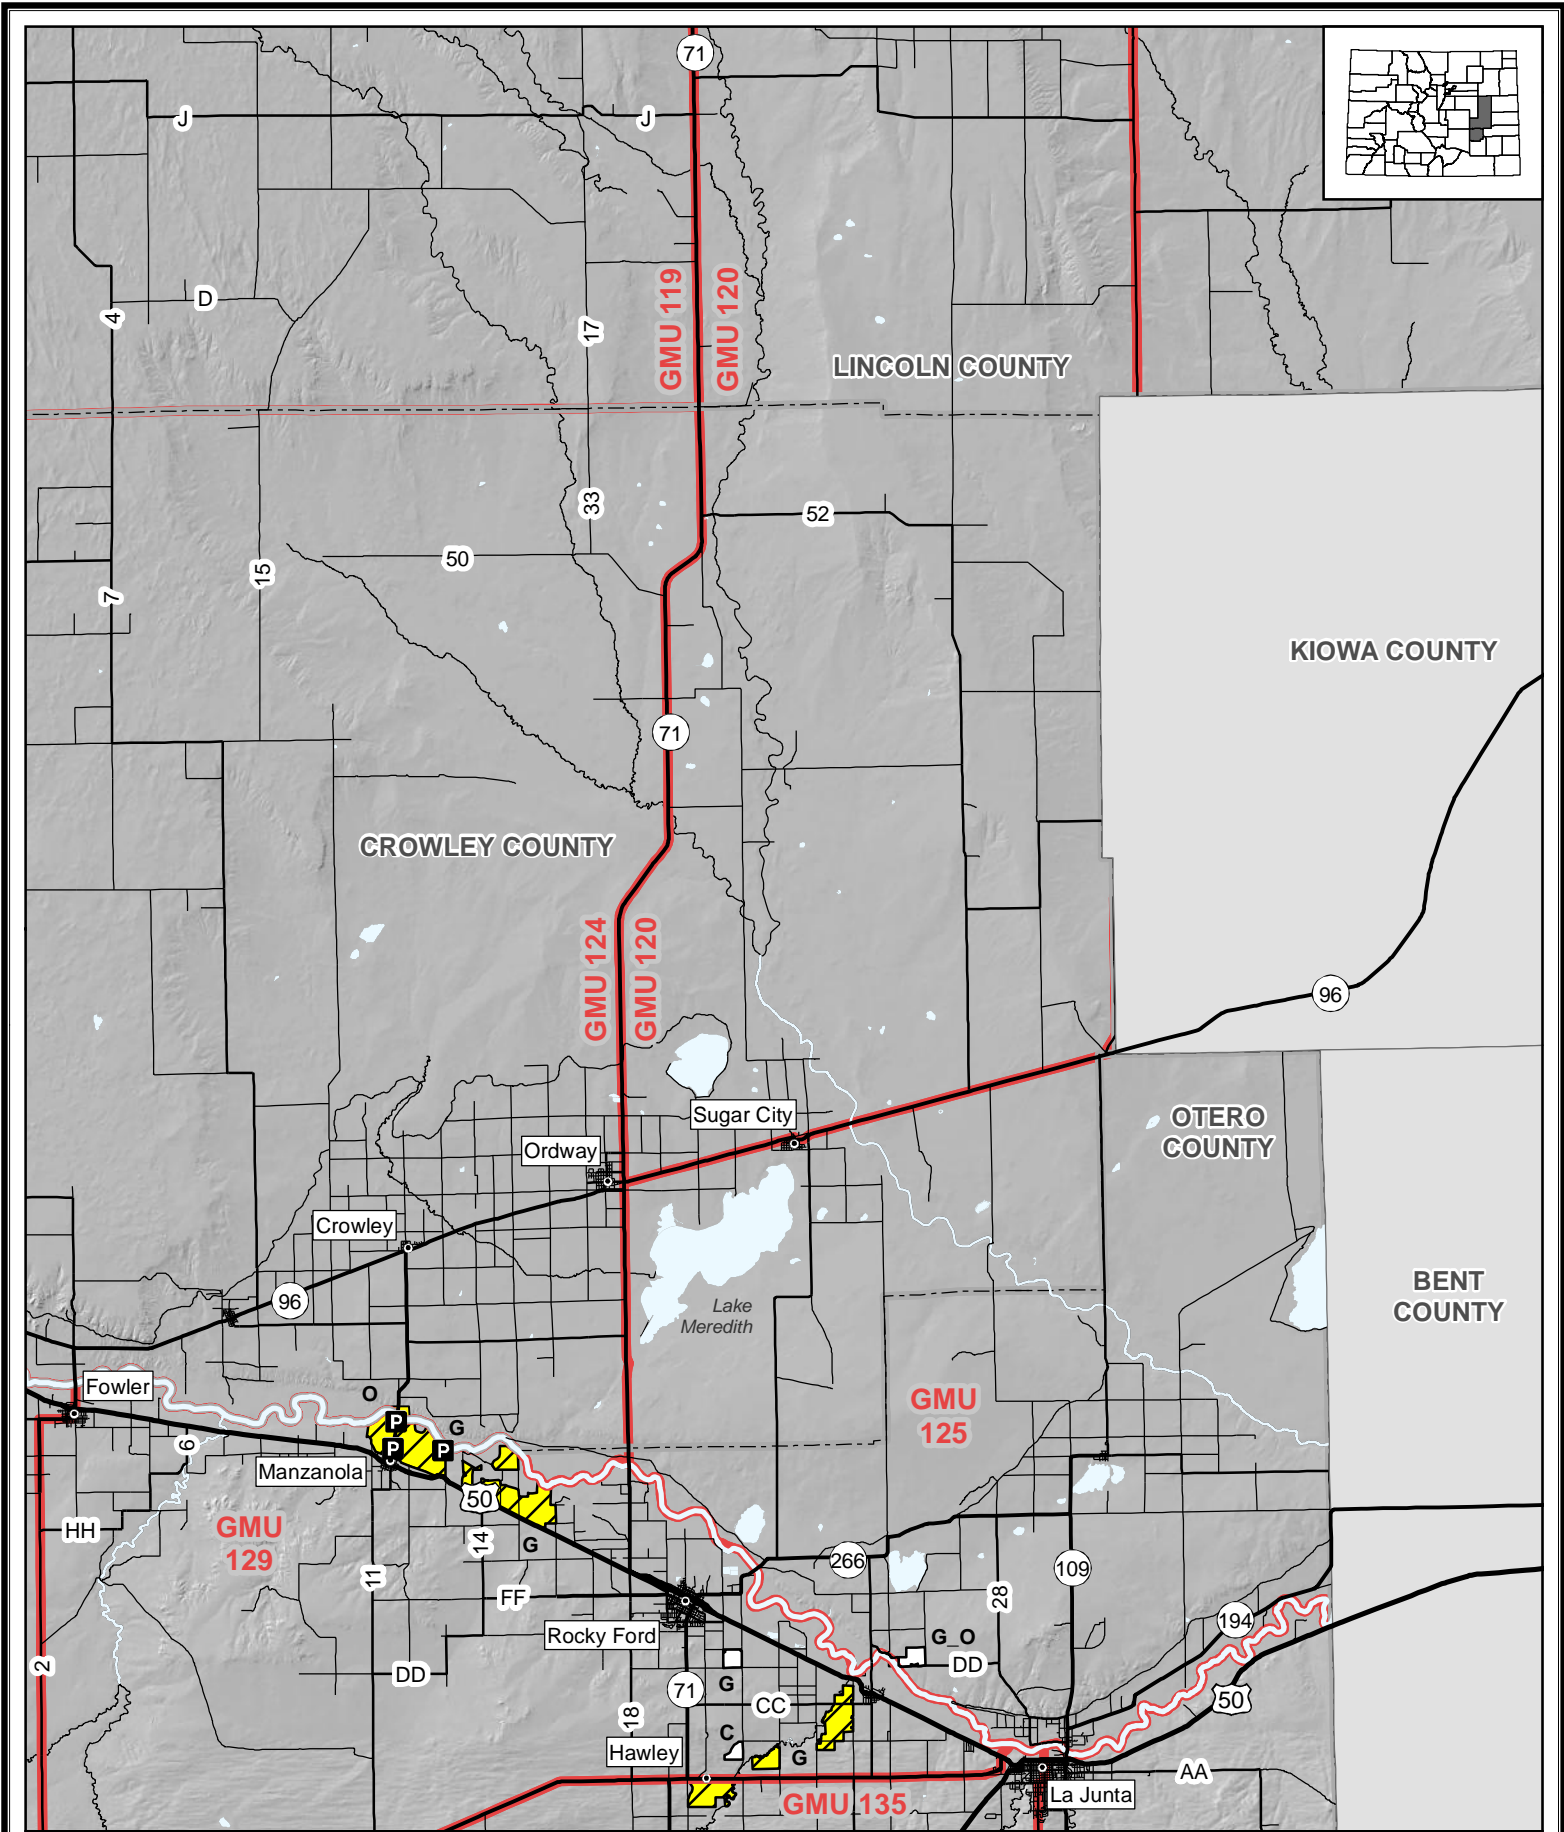 71
J
J
D
4
17
GMU 119
GMU 120
LINCOLN COUNTY
33
52
50
15
7
KIOWA COUNTY
71
CROWLEY COUNTY
GMU 124
GMU 120
96
Sugar City
OTERO
COUNTY
Ordway
Crowley
96
Lake
Meredith
BENT
COUNTY
Fowler
O
P
G
P
P
GMU
125
6
Manzanola
50
HH
GMU
129
14
G
11
FF
266
109
28
Rocky Ford
194
G_O
DD
2
DD
71
G
CC
50
18
C
Hawley
G
AA
La Junta
GMU 135